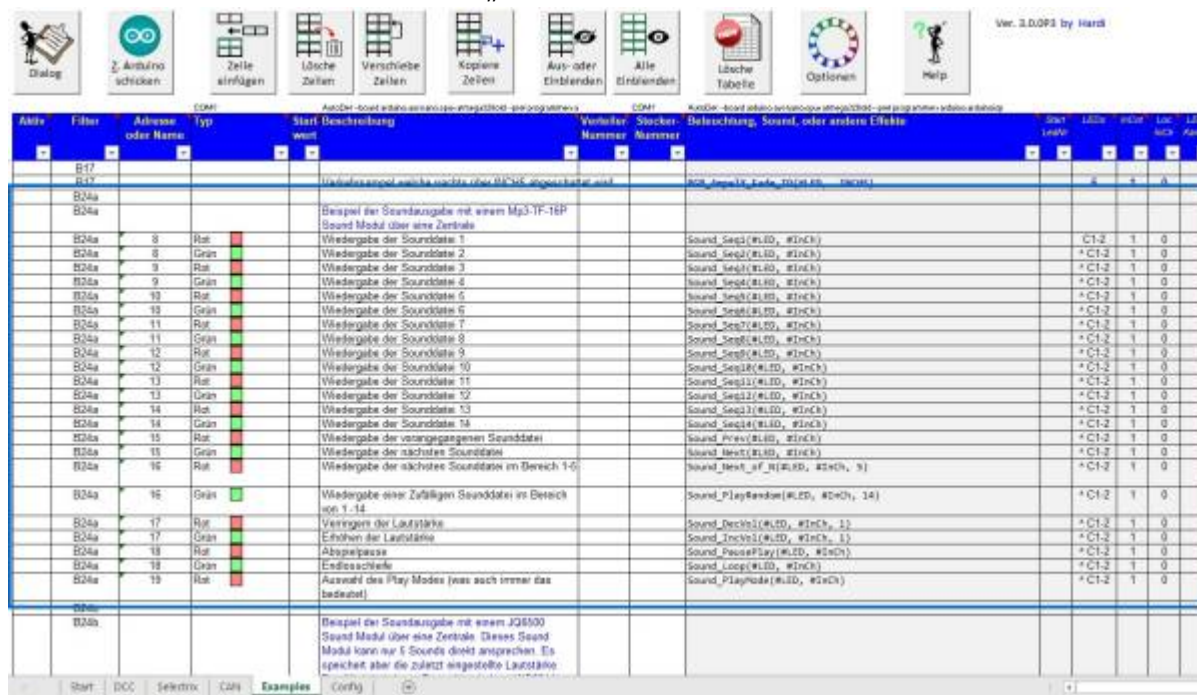 Ver. 3.0.0P3 by Hardi
Dialog
Z. Arduino schicken
Zeile einfügen
Lösche Zeilen
Verschiebe Zeilen
Kopiere Zeilen
Aus- oder Einblenden
Alle Einblenden
Lösche Tabelle
Optionen
Help
COM1
COM1
Aktiv Filter Adresse oder Name Typ Start wert Beschreibung Verteiler Nummer Stecker Nummer Beleuchtung, Sound, oder andere Effekte Start LedNr LEDs InCnt Loc InCh
B17
B17 Verkehrsampel welche nachts über INCH5 abgeschaltet wird
B24a
B24a Beispiel der Soundausgabe mit einem Mp3-TF-16P
Sound Modul über eine Zentrale
B24a 8 Rot Wiedergabe der Sounddatei 1 Sound_Seq1(#LED, #InCh) C1-2 1 0
B24a 8 Grün Wiedergabe der Sounddatei 2 Sound_Seq2(#LED, #InCh) ^ C1-2 1 0
B24a 9 Rot Wiedergabe der Sounddatei 3 Sound_Seq3(#LED, #InCh) ^ C1-2 1 0
B24a 9 Grün Wiedergabe der Sounddatei 4 Sound_Seq4(#LED, #InCh) ^ C1-2 1 0
B24a 10 Rot Wiedergabe der Sounddatei 5 Sound_Seq5(#LED, #InCh) ^ C1-2 1 0
B24a 10 Grün Wiedergabe der Sounddatei 6 Sound_Seq6(#LED, #InCh) ^ C1-2 1 0
B24a 11 Rot Wiedergabe der Sounddatei 7 Sound_Seq7(#LED, #InCh) ^ C1-2 1 0
B24a 11 Grün Wiedergabe der Sounddatei 8 Sound_Seq8(#LED, #InCh) ^ C1-2 1 0
B24a 12 Rot Wiedergabe der Sounddatei 9 Sound_Seq9(#LED, #InCh) ^ C1-2 1 0
B24a 12 Grün Wiedergabe der Sounddatei 10 Sound_Seq10(#LED, #InCh) ^ C1-2 1 0
B24a 13 Rot Wiedergabe der Sounddatei 11 Sound_Seq11(#LED, #InCh) ^ C1-2 1 0
B24a 13 Grün Wiedergabe der Sounddatei 12 Sound_Seq12(#LED, #InCh) ^ C1-2 1 0
B24a 14 Rot Wiedergabe der Sounddatei 13 Sound_Seq13(#LED, #InCh) ^ C1-2 1 0
B24a 14 Grün Wiedergabe der Sounddatei 14 Sound_Seq14(#LED, #InCh) ^ C1-2 1 0
B24a 15 Rot Wiedergabe der vorangegangenen Sounddatei Sound_Prev(#LED, #InCh) ^ C1-2 1 0
B24a 15 Grün Wiedergabe der nächsten Sounddatei Sound_Next(#LED, #InCh) ^ C1-2 1 0
B24a 16 Rot Wiedergabe der nächsten Sounddatei im Bereich Sound_Next_of_N(#LED, #InCh, 5) ^ C1-2 1 0
B24a 16 Grün Wiedergabe einer Zufälligen Sounddatei im Bereich Sound_PlayRandom(#LED, #InCh, 14) ^ C1-2 1 0
von 1 -14
B24a 17 Rot Verringern der Lautstärke Sound_DecVol(#LED, #InCh, 1) ^ C1-2 1 0
B24a 17 Grün Erhöhen der Lautstärke Sound_IncVol(#LED, #InCh, 1) ^ C1-2 1 0
B24a 18 Rot Abspielpause Sound_PausePlay(#LED, #InCh) ^ C1-2 1 0
B24a 18 Grün Endlosschleife Sound_Loop(#LED, #InCh) ^ C1-2 1 0
B24a 19 Rot Auswahl des Play Modes (was auch immer das Sound_PlayMode(#LED, #InCh) ^ C1-2 1 0
bedeutet)
B24b Beispiel der Soundausgabe mit einem JQ6500
Sound Modul über eine Zentrale. Dieses Sound
Modul kann nur 5 Sounds direkt ansprechen. Es
speichert aber die zuletzt eingestellte Lautstärke
Start DCC Selectrix CAN Examples Config